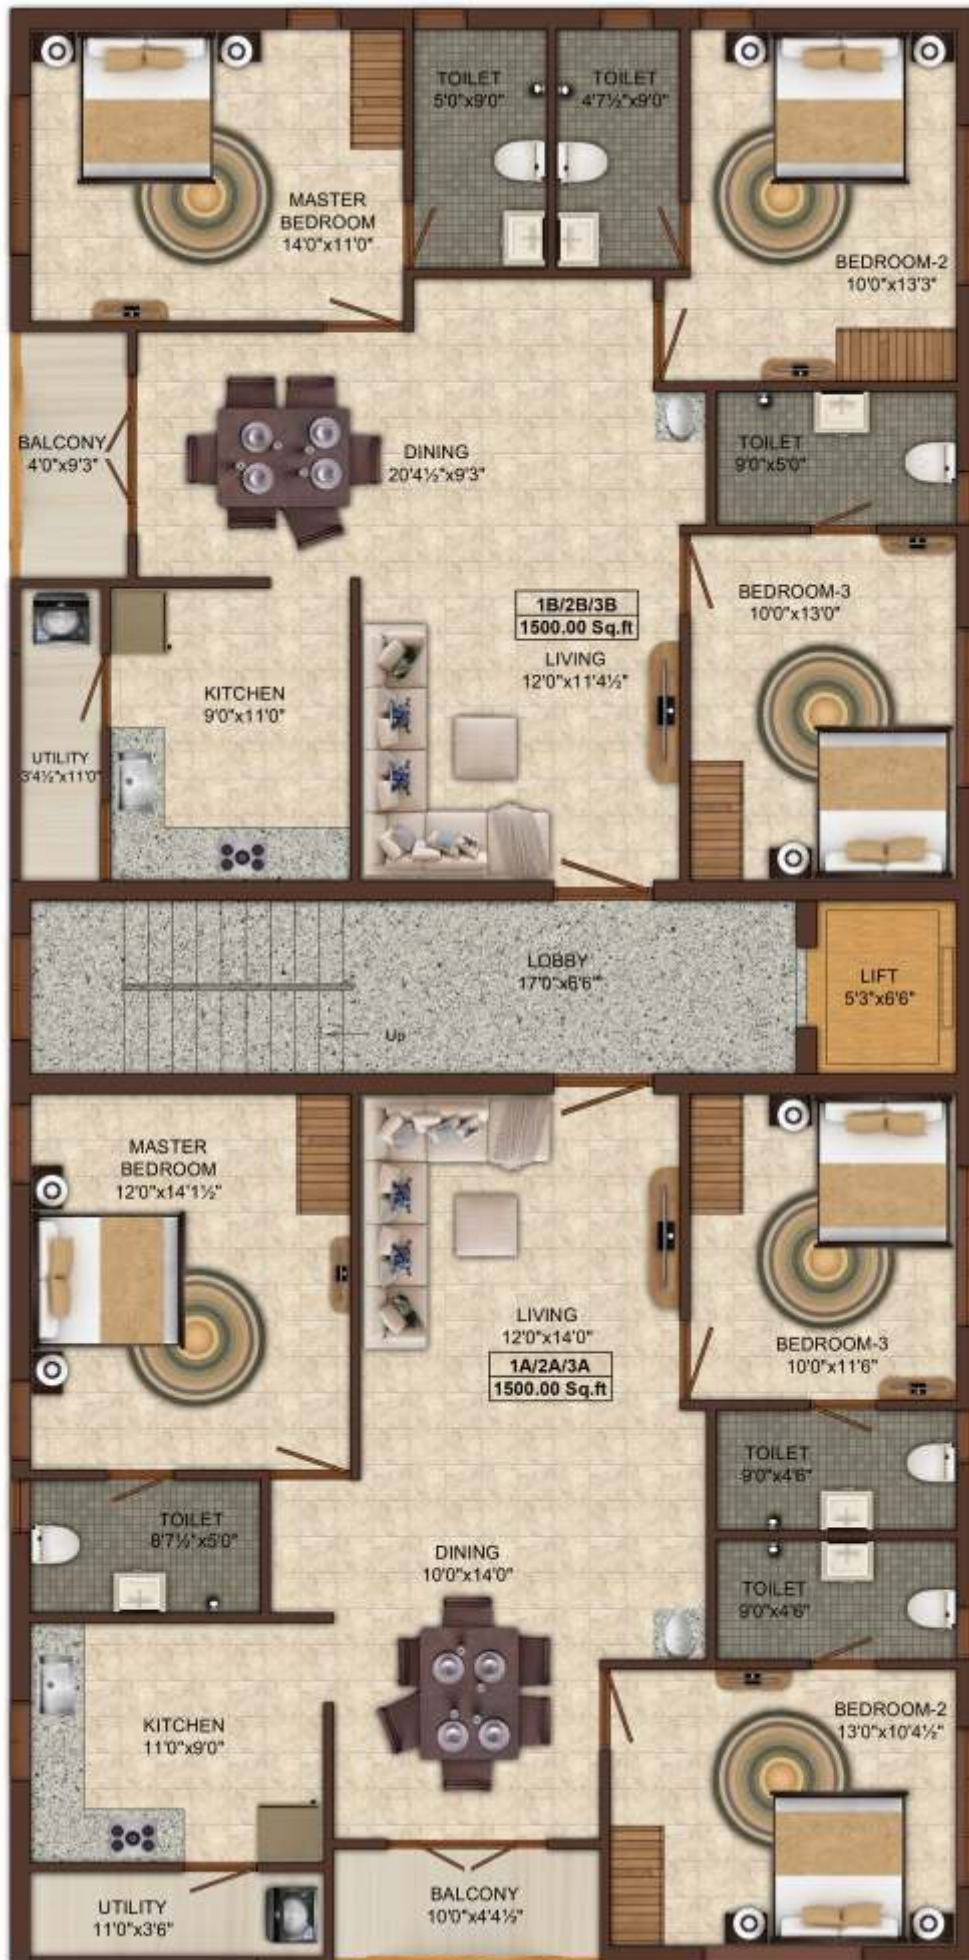 TOILET
5'0"x9'0"
TOILET
4'7½"x9'0"
MASTER
BEDROOM
14'0"x11'0"
BEDROOM-2
10'0"x13'3"
BALCONY
4'0"x9'3"
DINING
20'4½"x9'3"
TOILET
9'0"x5'0"
BEDROOM-3
10'0"x13'0"
1B/2B/3B
1500.00 Sq.ft
LIVING
12'0"x11'4½"
KITCHEN
9'0"x11'0"
UTILITY
3'4½"x11'0"
LOBBY
17'0"x6'6"
LIFT
5'3"x6'6"
Up
MASTER
BEDROOM
12'0"x14'1½"
LIVING
12'0"x14'0"
1A/2A/3A
1500.00 Sq.ft
BEDROOM-3
10'0"x11'6"
TOILET
9'0"x4'6"
TOILET
8'7½"x5'0"
DINING
10'0"x14'0"
TOILET
9'0"x4'6"
KITCHEN
11'0"x9'0"
BEDROOM-2
13'0"x10'4½"
UTILITY
11'0"x3'6"
BALCONY
10'0"x4'4½"